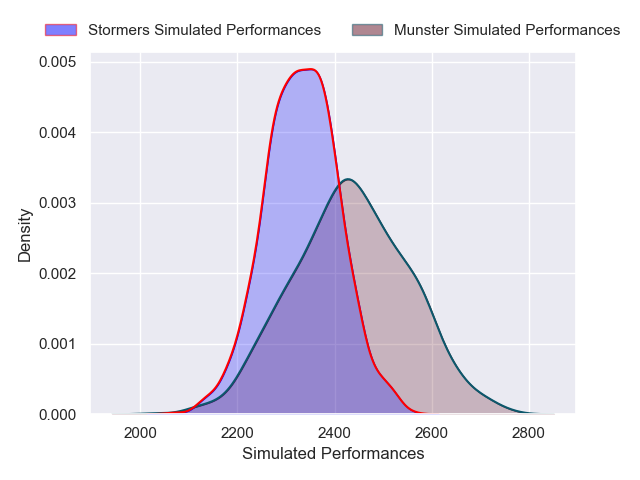 Stormers Simulated Performances Munster Simulated Performances
0.005
0.004
0.003
0.002
0.001
0.000
Density
2000 2200 2400 2600 2800
Simulated Performances